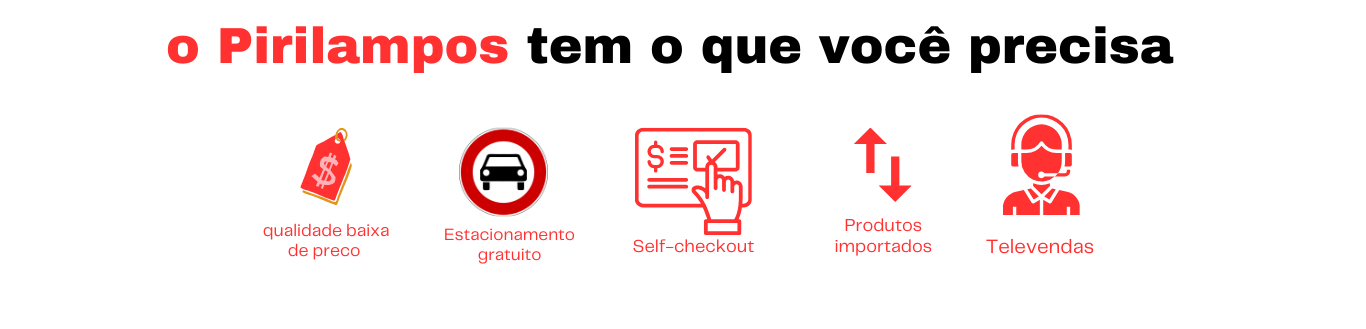 o Pirilampos tem o que você precisa
$
$
qualidade baixa
de preco
Estacionamento
gratuito
Self-checkout
Produtos
importados
Televendas